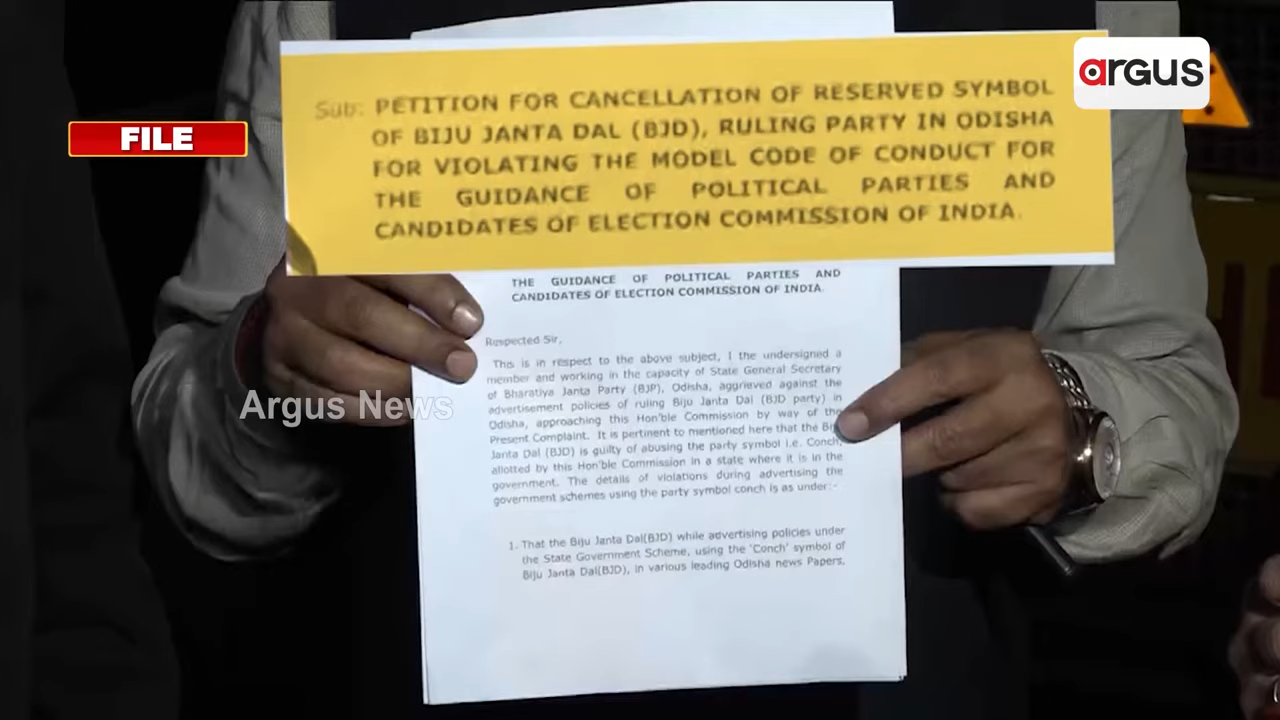 argus
FILE
Sub: PETITION FOR CANCELLATION OF RESERVED SYMBOL
OF BIJU JANTA DAL (BJD), RULING PARTY IN ODISHA
FOR VIOLATING THE MODEL CODE OF CONDUCT FOR
THE GUIDANCE OF POLITICAL PARTIES AND
CANDIDATES OF ELECTION COMMISSION OF INDIA.
THE GUIDANCE OF POLITICAL PARTIES AND
CANDIDATES OF ELECTION COMMISSION OF INDIA.
Respected Sir,
This is in respect to the above subject, I the undersigned a
member and working in the capacity of State General Secretary
of Bharatiya Janta Party (BJP), Odisha, aggrieved against the
advertisement policies of ruling Biju Janta Dal (BJD party) in
Odisha, approaching this Hon'ble Commission by way of the
Present Complaint. It is pertinent to mentioned here that the Biju
Janta Dal (BJD) is guilty of abusing the party symbol i.e. Conch,
allotted by this Hon'ble Commission in a state where it is in the
government. The details of violations during advertising the
government schemes using the party symbol conch is as under:-
1. That the Biju Janta Dal(BJD) while advertising policies under
the State Government Scheme, using the 'Conch' symbol of
Biju Janta Dal(BJD), in various leading Odisha news Papers,
Argus News